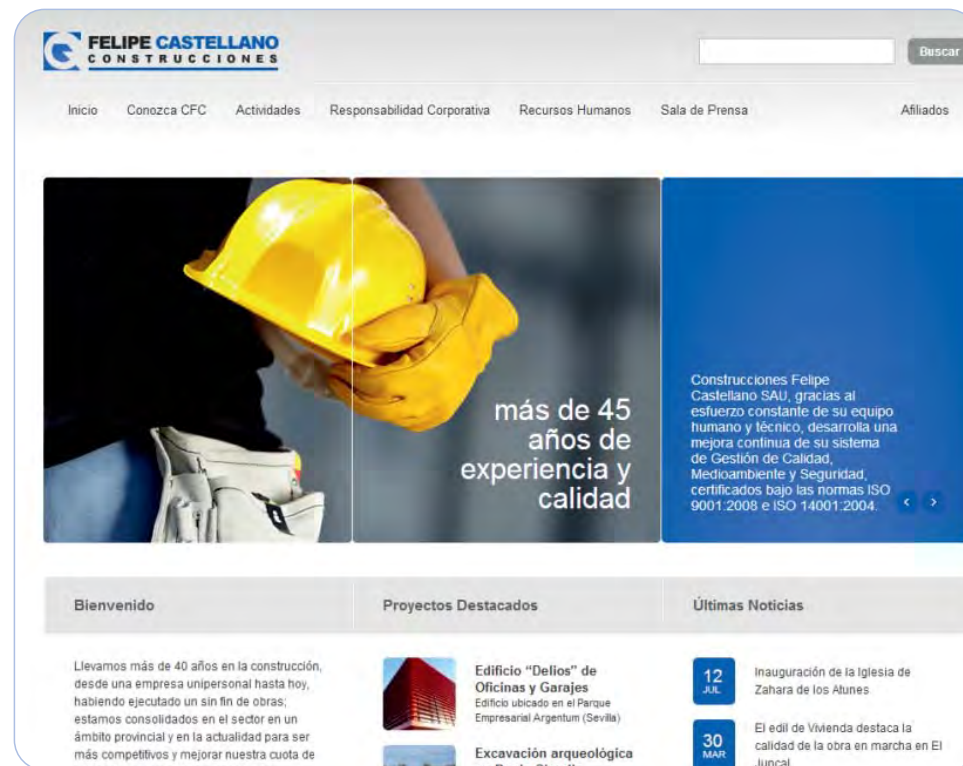 FELIPE CASTELLANO
CONSTRUCCIONES
Buscar
Inicio Conozca CFC Actividades Responsabilidad Corporativa Recursos Humanos Sala de Prensa Afiliados
más de 45
años de
experiencia y
calidad
Construcciones Felipe
Castellano SAU, gracias al
esfuerzo constante de su equipo
humano y técnico, desarrolla una
mejora continua de su sistema
de Gestión de Calidad,
Medioambiente y Seguridad,
certificados bajo las normas ISO
9001:2008 e ISO 14001:2004.
Bienvenido
Llevamos más de 40 años en la construcción,
desde una empresa unipersonal hasta hoy,
habiendo ejecutado un sin fin de obras;
estamos consolidados en el sector en un
ámbito provincial y en la actualidad para ser
más competitivos y mejorar nuestra cuota de
Proyectos Destacados
Edificio “Delios” de
Oficinas y Garajes
Edificio ubicado en el Parque
Empresarial Argentum (Sevilla)
Excavación arqueológica
Últimas Noticias
12
JUL
Inauguración de la Iglesia de
Zahara de los Atunes
30
MAR
El edil de Vivienda destaca la
calidad de la obra en marcha en El
Juncal